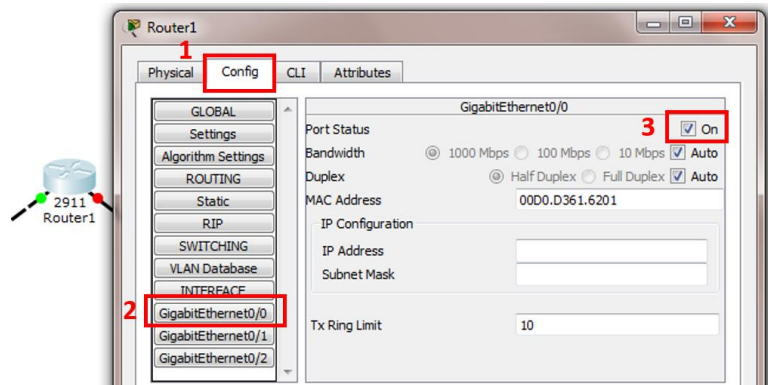 Router1
1
Physical Config CLI Attributes
GLOBAL
Settings
Algorithm Settings
ROUTING
Static
RIP
SWITCHING
VLAN Database
INTERFACE
2 GigabitEthernet0/0
GigabitEthernet0/1
GigabitEthernet0/2
GigabitEthernet0/0
Port Status 3 On
Bandwidth 1000 Mbps 100 Mbps 10 Mbps Auto
Duplex Half Duplex Full Duplex Auto
MAC Address 00D0.D361.6201
IP Configuration
IP Address
Subnet Mask
Tx Ring Limit 10
2911
Router1